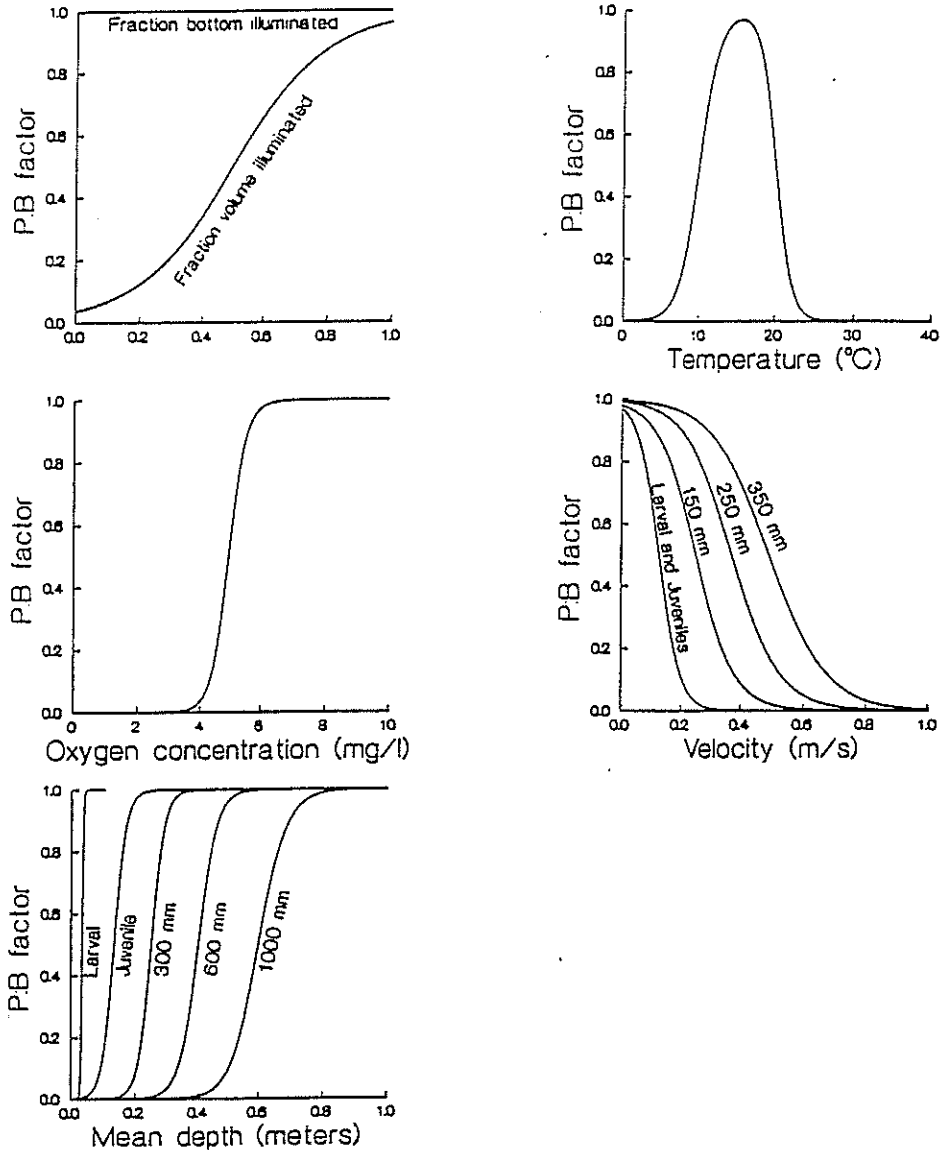 Fraction bottom illuminated
Fraction volume illuminated
P:B factor
1.0
0.8
0.6
0.4
0.2
0.0
0.0 0.2 0.4 0.6 0.8 1.0
P:B factor
1.0
0.8
0.6
0.4
0.2
0.0
0 10 20 30 40
Temperature (°C)
P:B factor
1.0
0.8
0.6
0.4
0.2
0.0
0 2 4 6 8 10
Oxygen concentration (mg/l)
P:B factor
1.0
0.8
0.6
0.4
0.2
0.0
Larval and Juveniles
150 mm
250 mm
350 mm
0.0 0.2 0.4 0.6 0.8 1.0
Velocity (m/s)
P:B factor
1.0
0.8
0.6
0.4
0.2
0.0
Larval
Juvenile
300 mm
600 mm
1000 mm
0.0 0.2 0.4 0.6 0.8 1.0
Mean depth (meters)